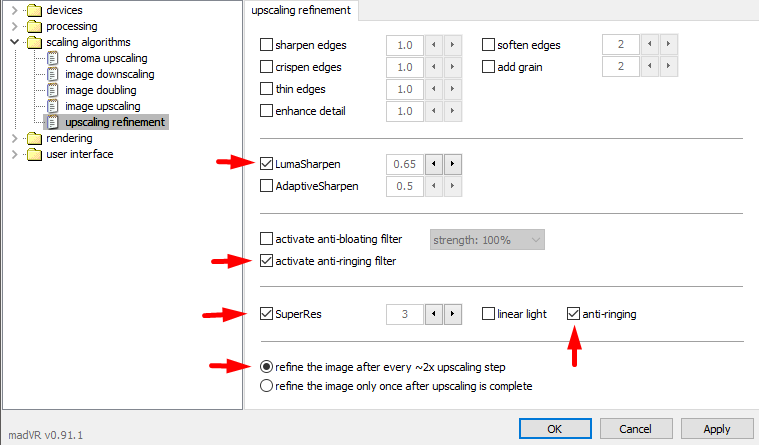 devices
processing
scaling algorithms
chroma upscaling
image downscaling
image doubling
image upscaling
upscaling refinement
rendering
user interface
madVR v0.91.1
upscaling refinement
sharpen edges 1.0 soften edges 2
crispen edges 1.0 add grain 2
thin edges 1.0
enhance detail 1.0
LumaSharpen 0.65
AdaptiveSharpen 0.5
activate anti-bloating filter strength: 100%
activate anti-ringing filter
SuperRes 3 linear light anti-ringing
refine the image after every ~2x upscaling step
refine the image only once after upscaling is complete
OK Cancel Apply